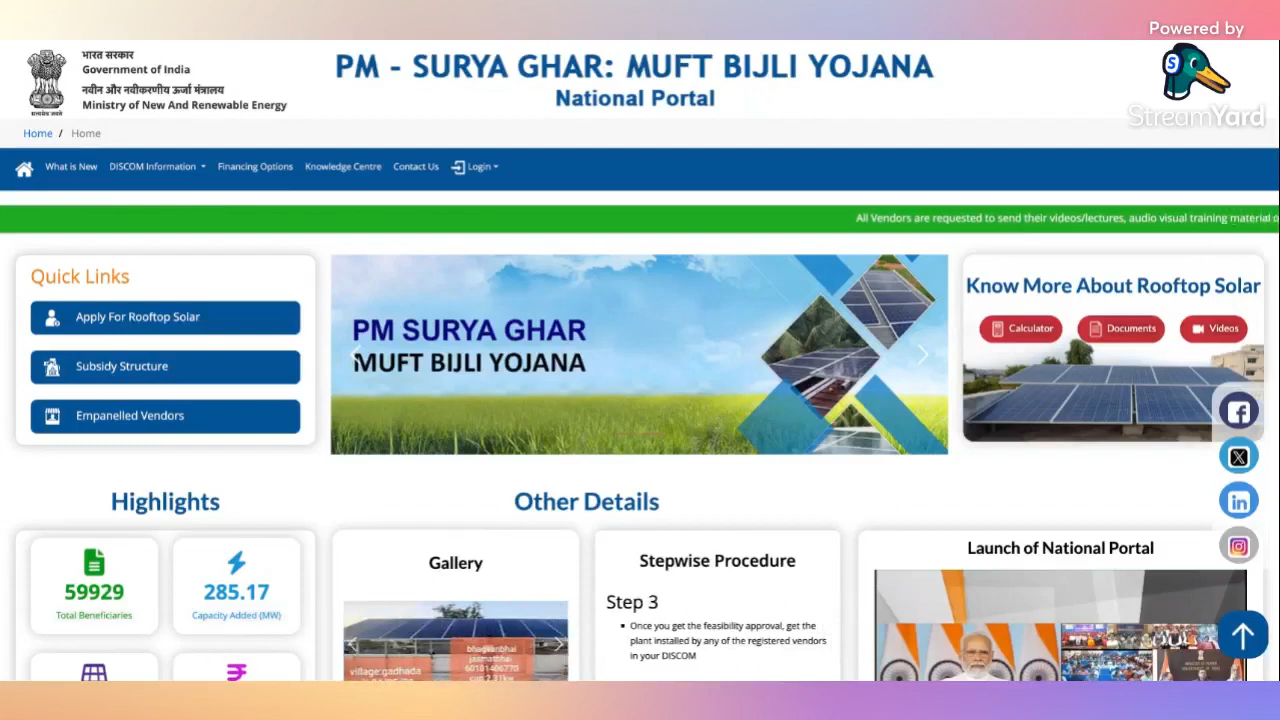 Powered by
StreamYard
भारत सरकार
Government of India
नवीन और नवीकरणीय ऊर्जा मंत्रालय
Ministry of New And Renewable Energy
PM - SURYA GHAR: MUFT BIJLI YOJANA
National Portal
Home / Home
What is New DISCOM Information Financing Options Knowledge Centre Contact Us Login
All Vendors are requested to send their videos/lectures, audio visual training material
Quick Links
Apply For Rooftop Solar
Subsidy Structure
Empanelled Vendors
PM SURYA GHAR
MUFT BIJLI YOJANA
Know More About Rooftop Solar
Calculator Documents Videos
Highlights
59929
Total Beneficiaries
285.17
Capacity Added (MW)
Other Details
Gallery
village:gadhada
60101406770
Stepwise Procedure
Step 3
Once you get the feasibility approval, get the
plant installed by any of the registered vendors
in your DISCOM
Launch of National Portal